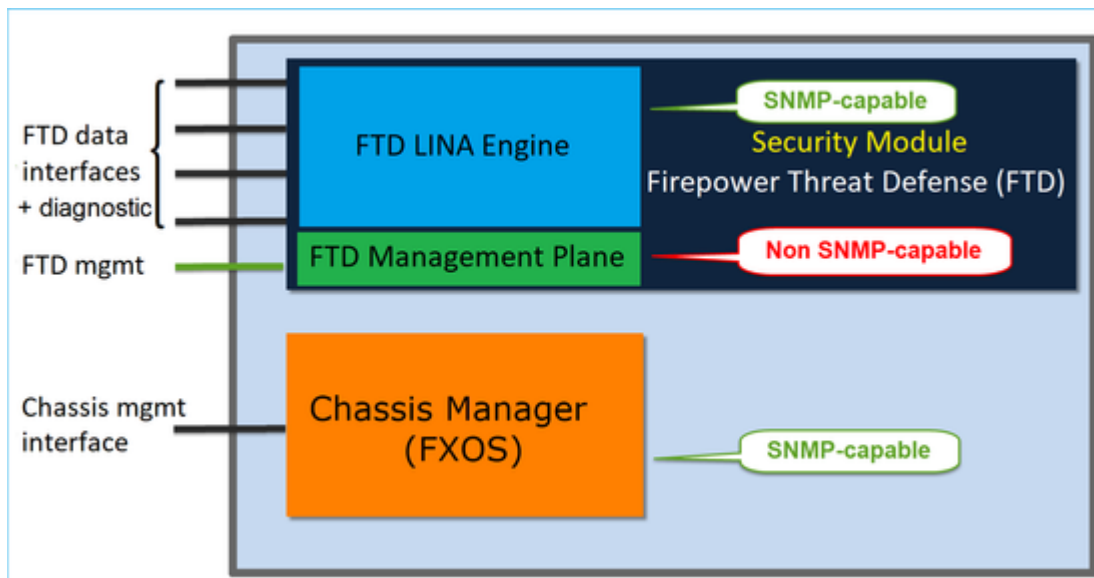 FTD data
interfaces
+ diagnostic
FTD mgmt
Chassis mgmt
interface
FTD LINA Engine
FTD Management Plane
SNMP-capable
Security Module
Firepower Threat Defense (FTD)
Non SNMP-capable
Chassis Manager
(FXOS)
SNMP-capable